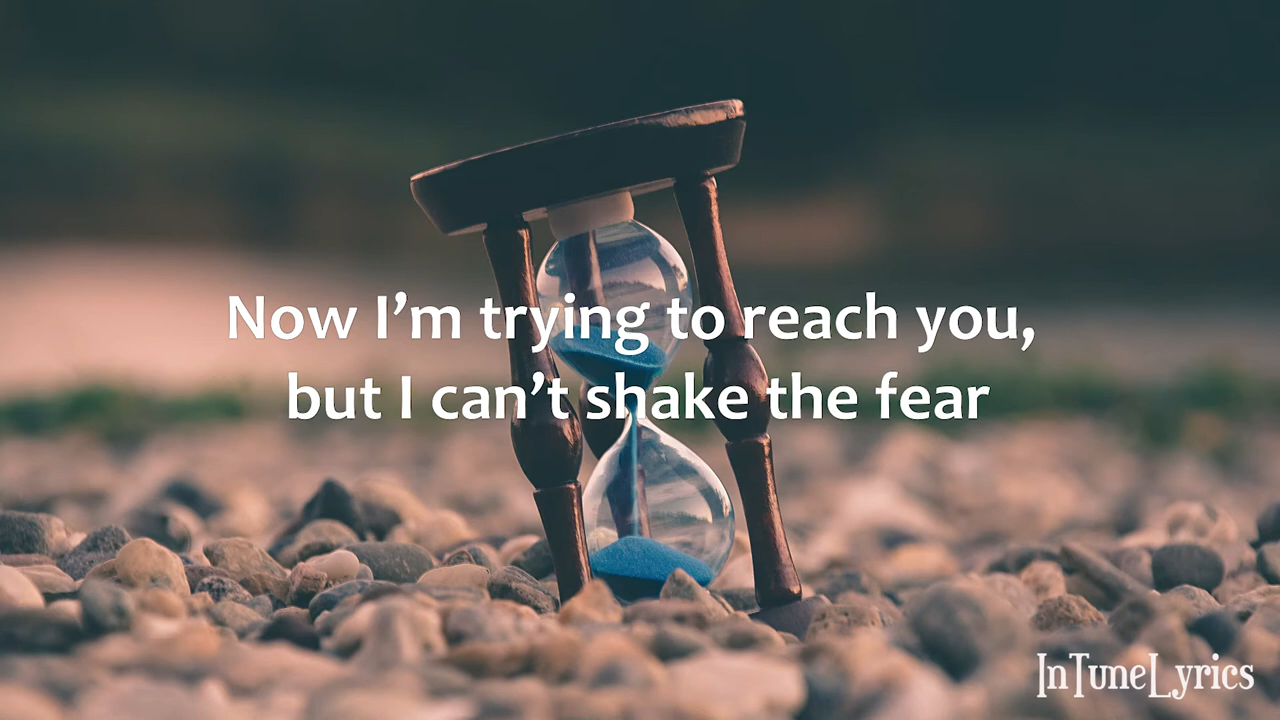 Now I’m trying to reach you,
but I can’t shake the fear
InTuneLyrics